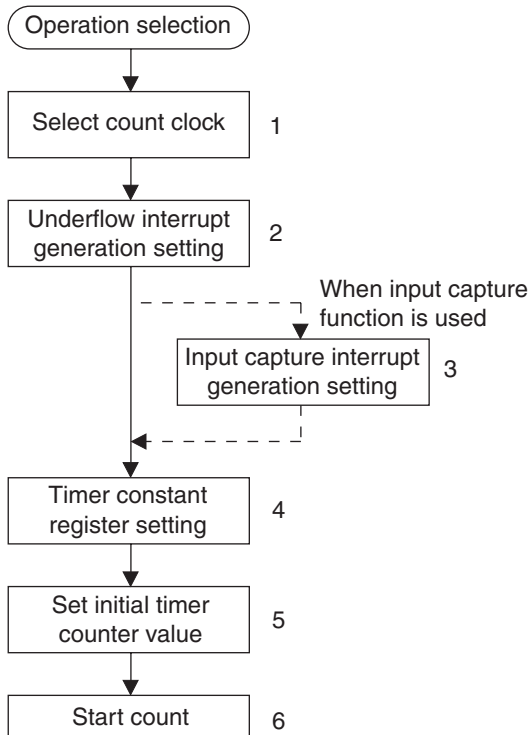 Operation selection
Select count clock
1
Underflow interrupt
generation setting
2
When input capture
function is used
Input capture interrupt
generation setting
3
Timer constant
register setting
4
Set initial timer
counter value
5
Start count
6